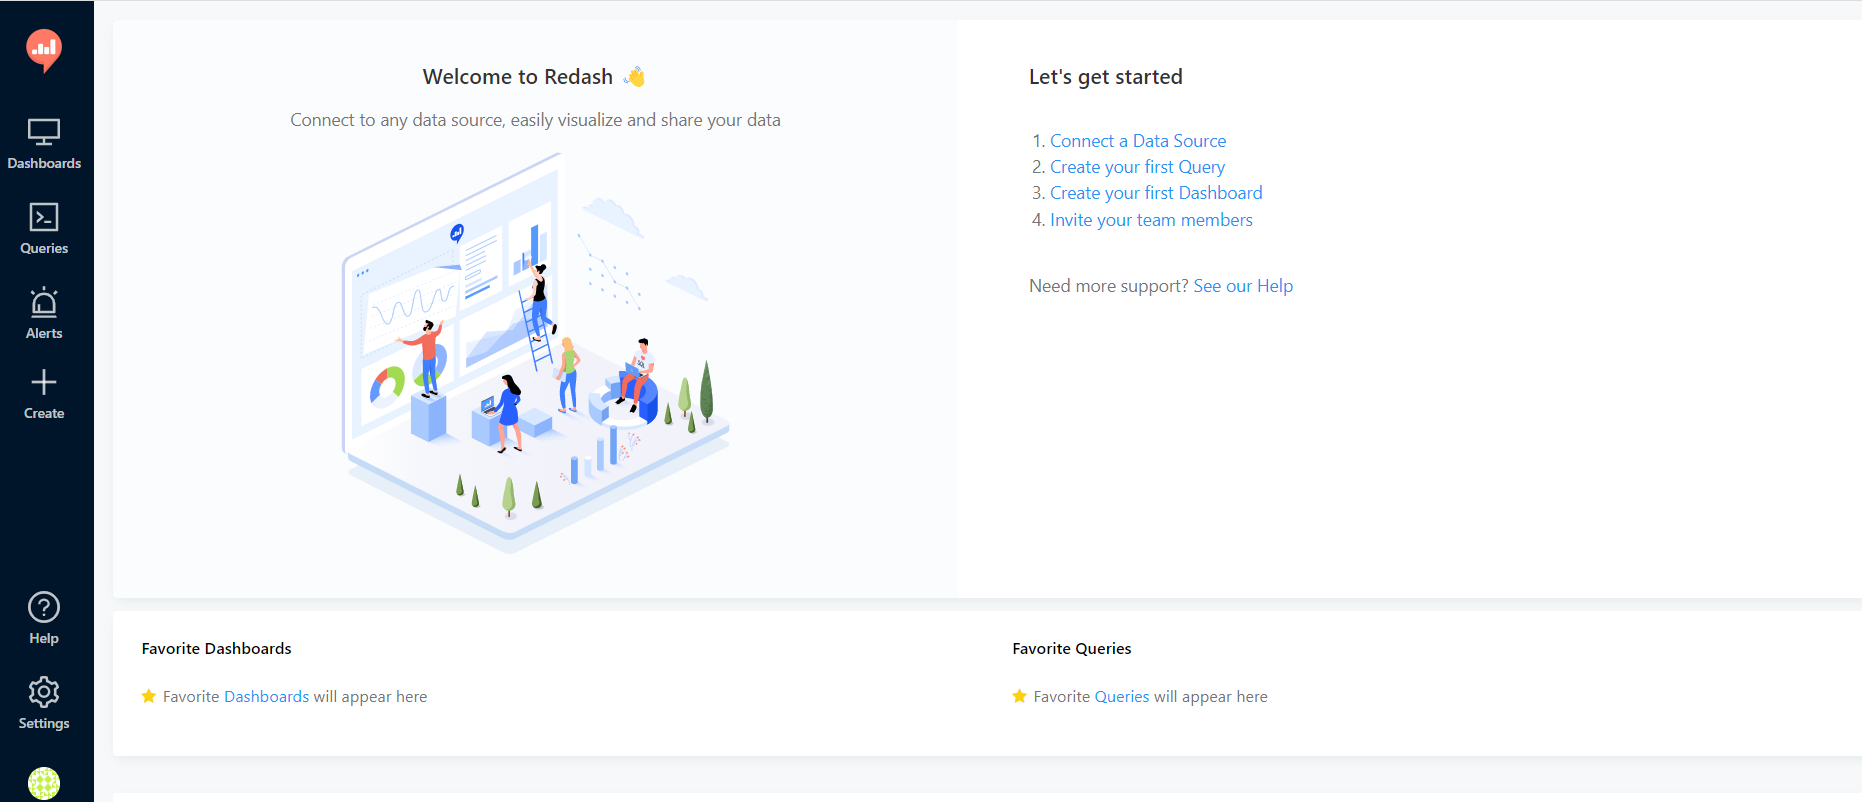 Dashboards
Queries
Alerts
Create
Help
Settings
Welcome to Redash
Connect to any data source, easily visualize and share your data
Let's get started
1. Connect a Data Source
2. Create your first Query
3. Create your first Dashboard
4. Invite your team members
Need more support? See our Help
Favorite Dashboards
Favorite Dashboards will appear here
Favorite Queries
Favorite Queries will appear here